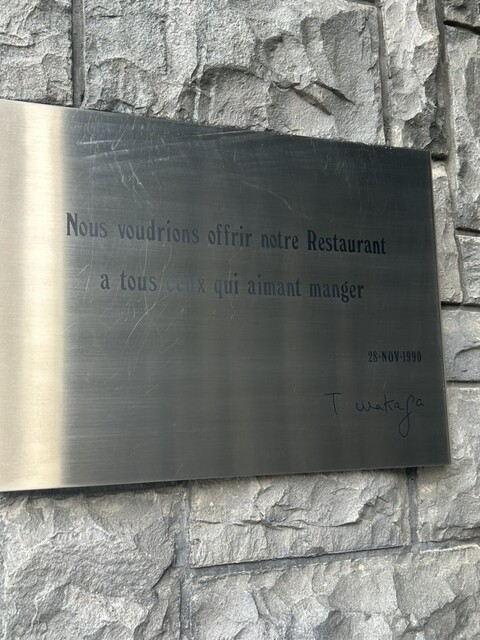 Nous voudrions offrir notre Restaurant
a tous ceux qui aimant manger
28·NOV·1990
T